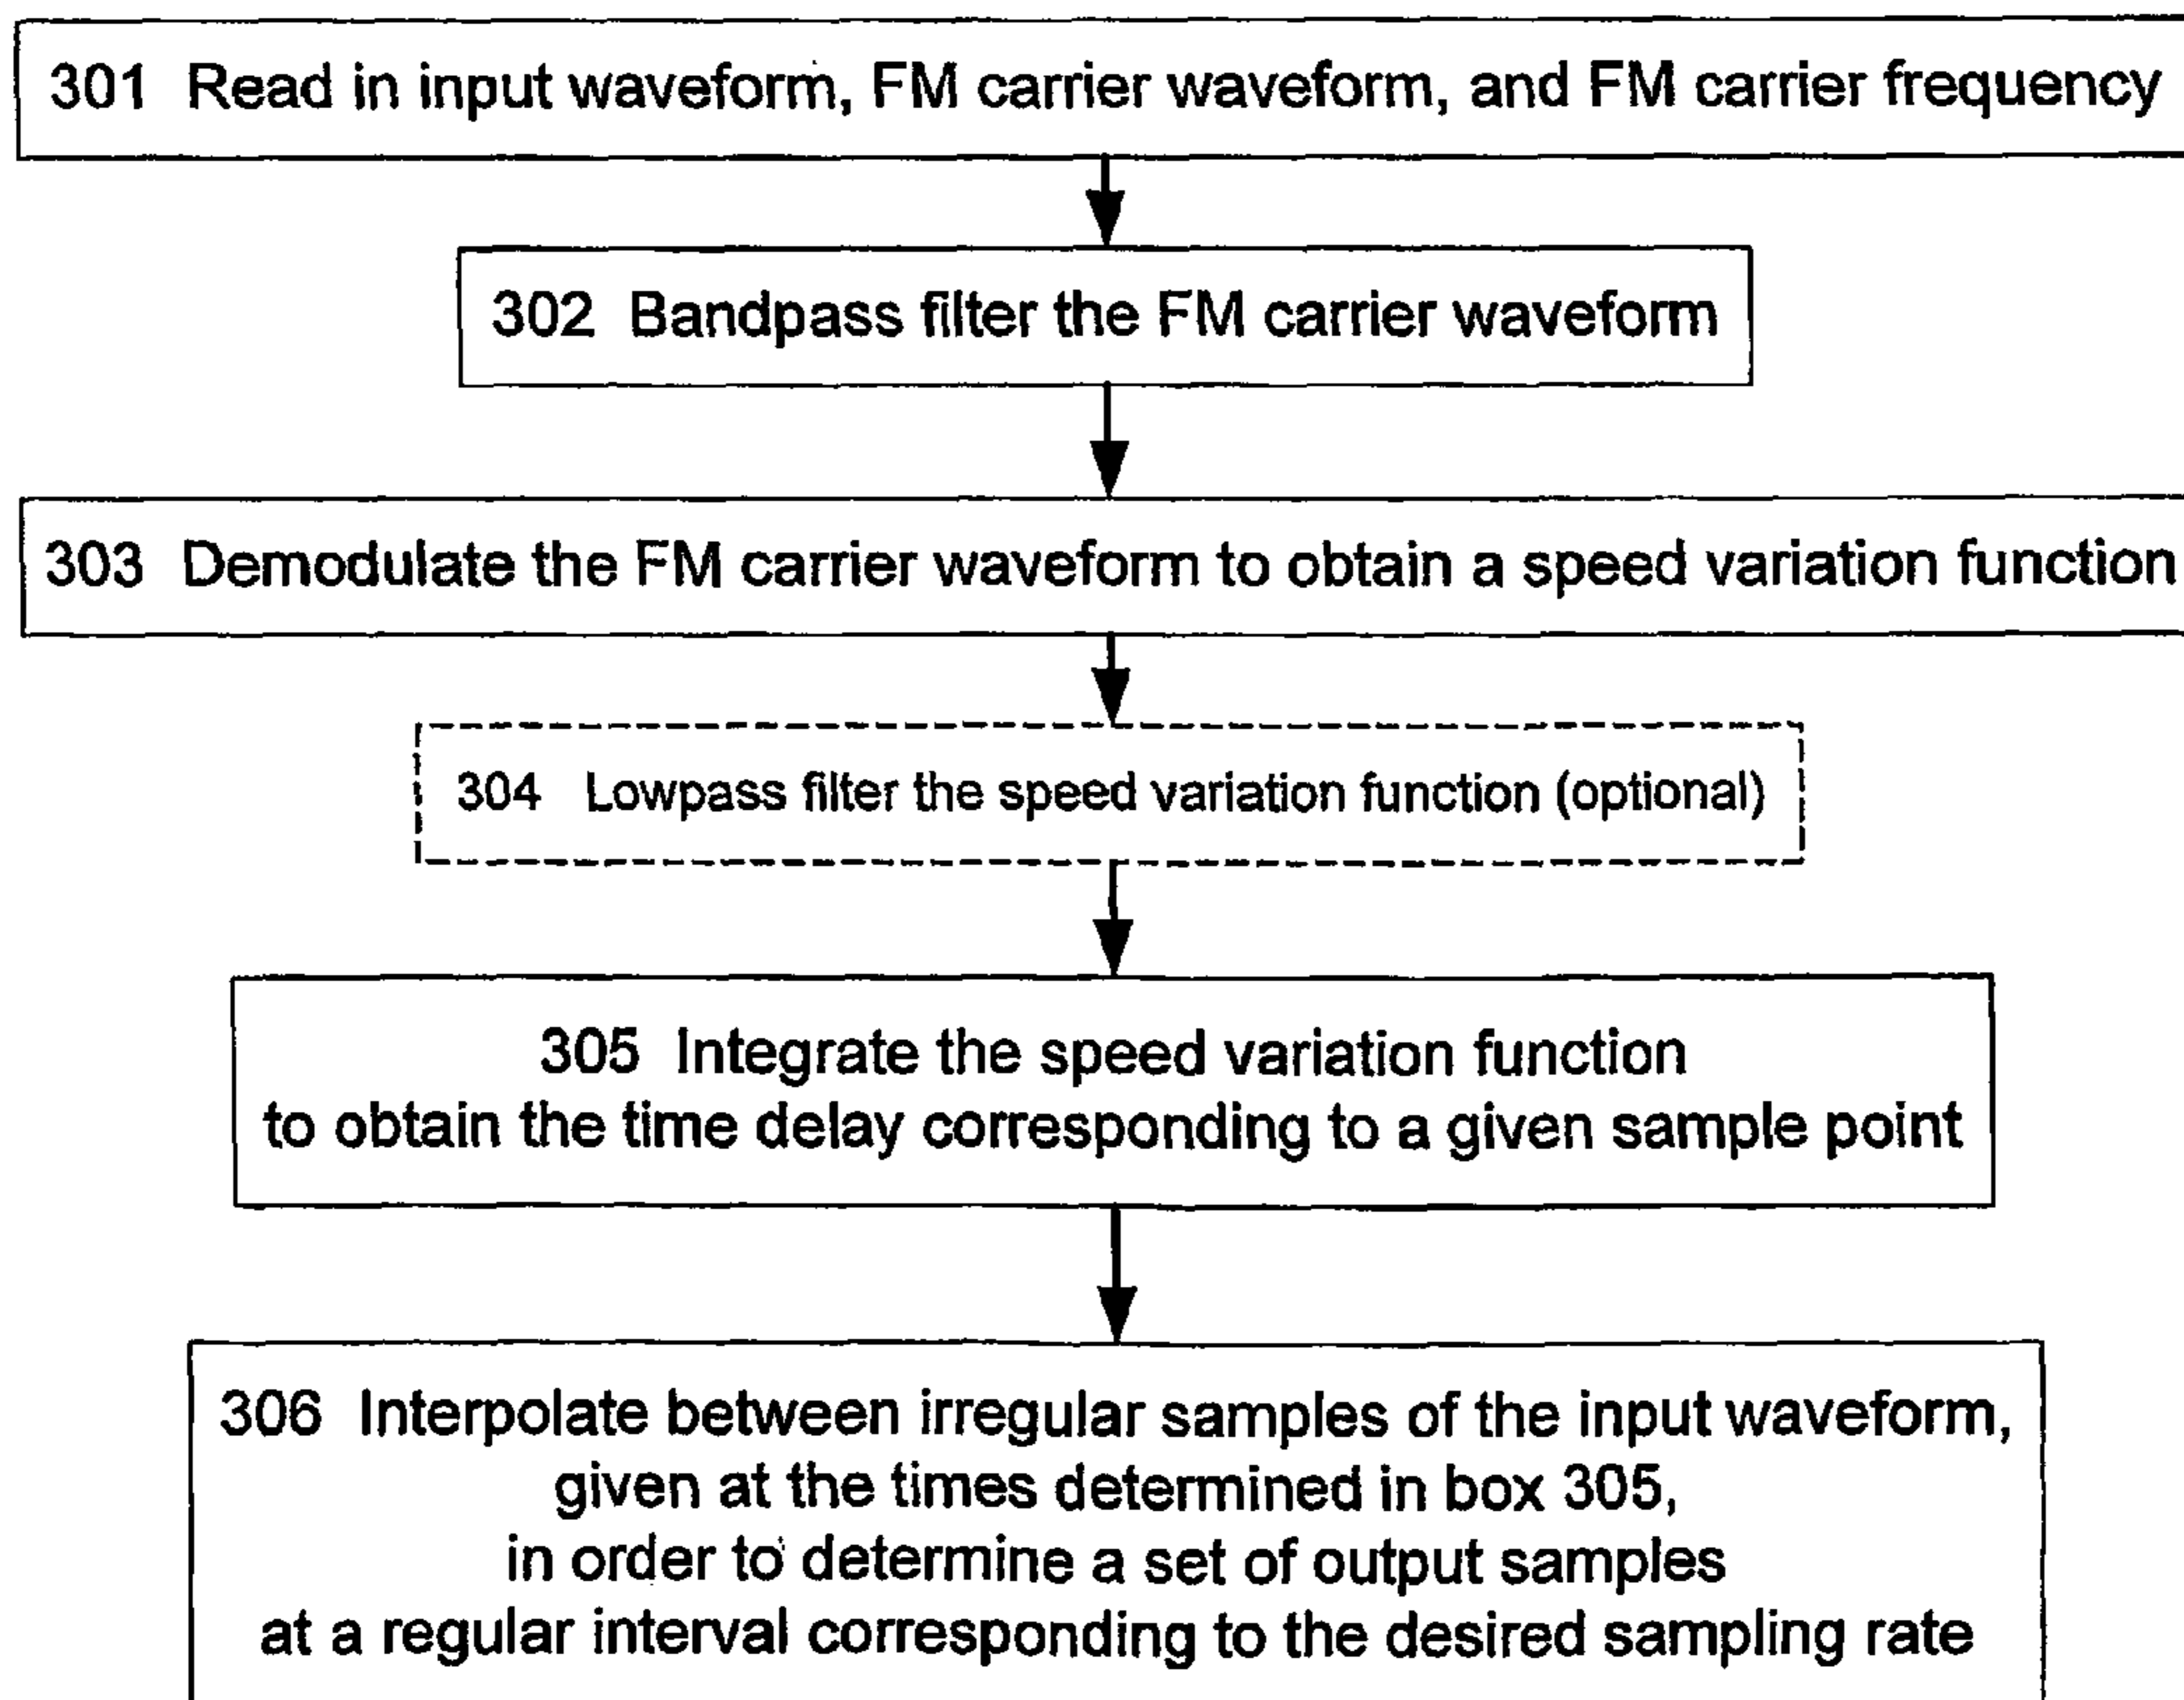 301 Read in input waveform, FM carrier waveform, and FM carrier frequency
302 Bandpass filter the FM carrier waveform
303 Demodulate the FM carrier waveform to obtain a speed variation function
304 Lowpass filter the speed variation function (optional)
305 Integrate the speed variation function
to obtain the time delay corresponding to a given sample point
306 Interpolate between irregular samples of the input waveform,
given at the times determined in box 305,
in order to determine a set of output samples
at a regular interval corresponding to the desired sampling rate